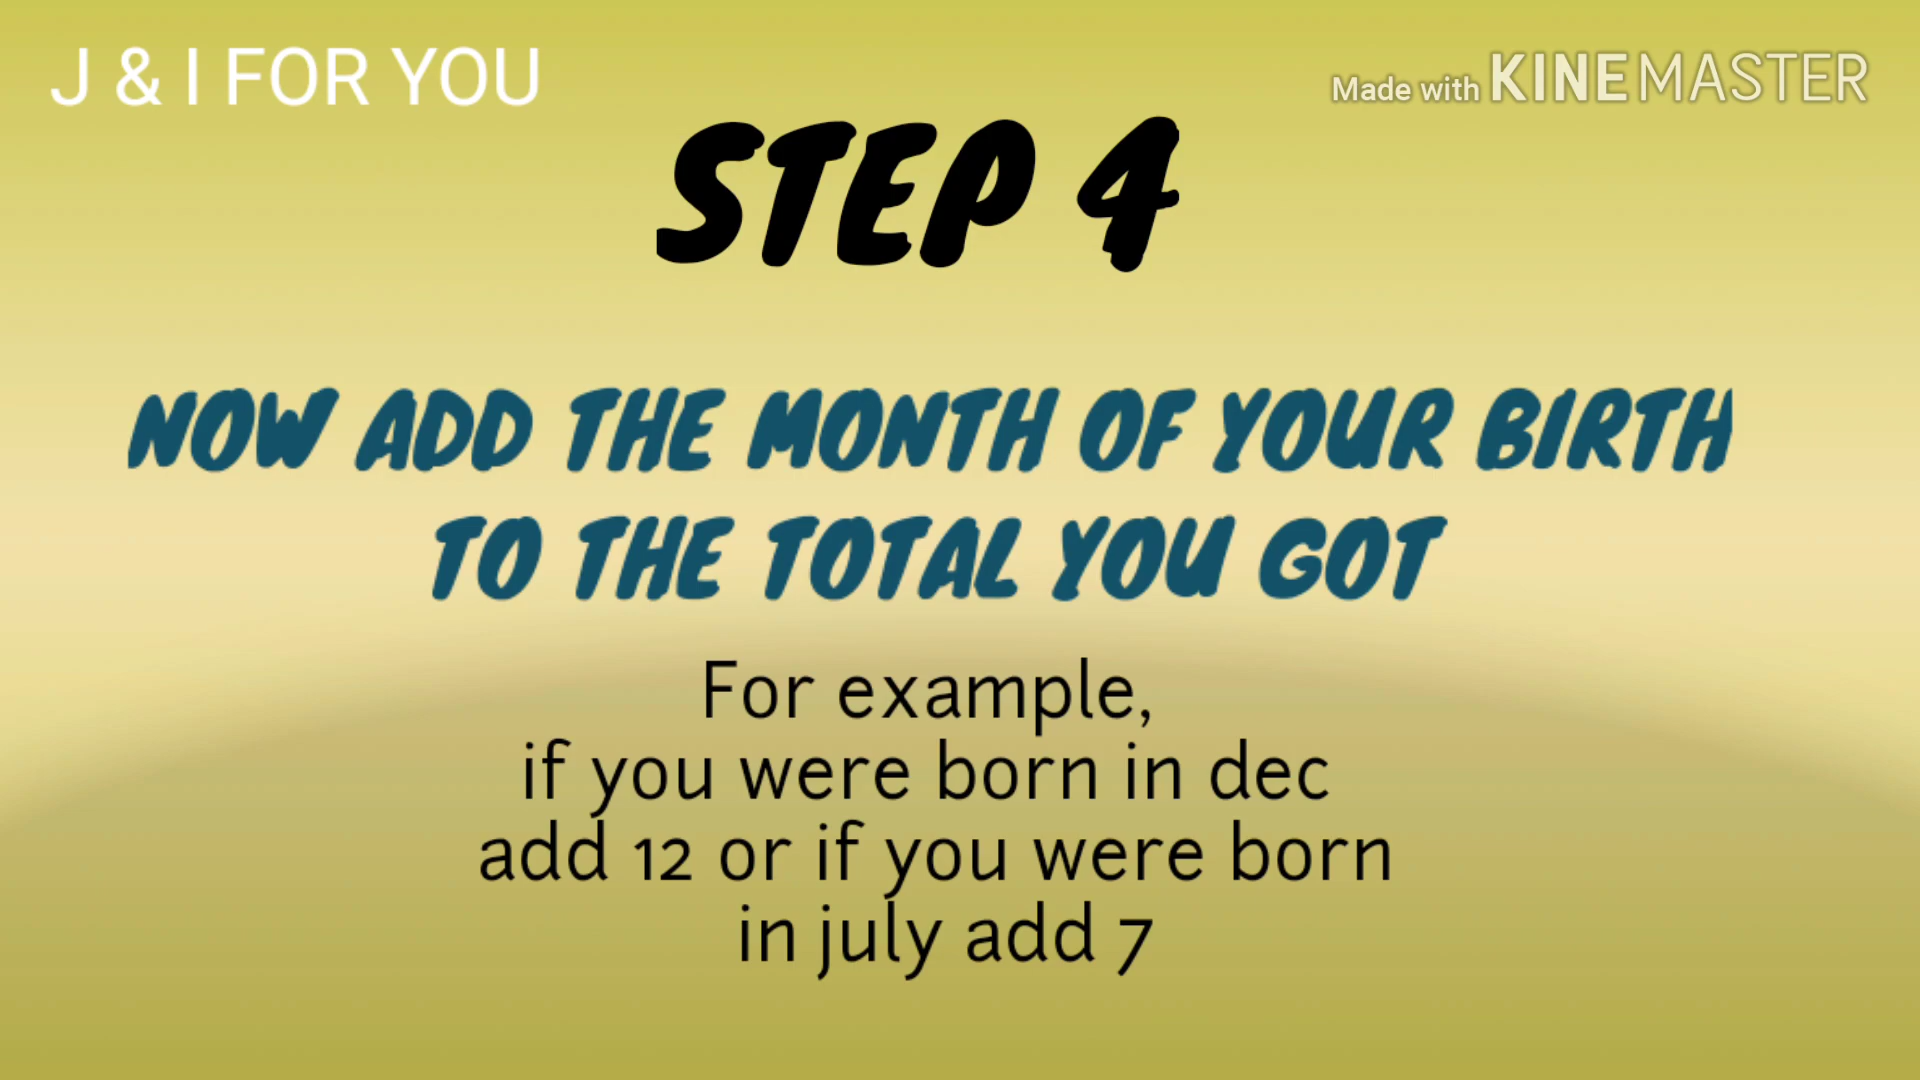 J & I FOR YOU
Made with KINEMASTER
STEP 4
NOW ADD THE MONTH OF YOUR BIRTH
TO THE TOTAL YOU GOT
For example,
if you were born in dec
add 12 or if you were born
in july add 7